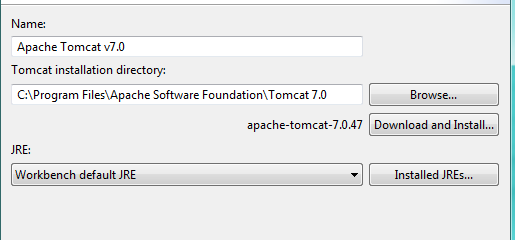 Name:
Apache Tomcat v7.0
Tomcat installation directory:
C:\Program Files\Apache Software Foundation\Tomcat 7.0
Browse...
apache-tomcat-7.0.47
Download and Install...
JRE:
Workbench default JRE
Installed JREs...